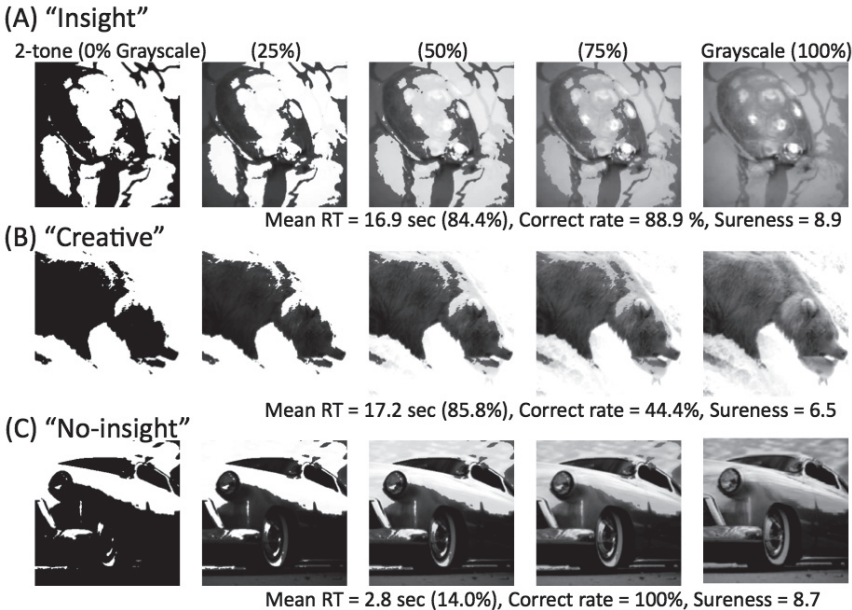 (A) “Insight”
2-tone (0% Grayscale) (25%) (50%) (75%) Grayscale (100%)
Mean RT = 16.9 sec (84.4%), Correct rate = 88.9 %, Sureness = 8.9
(B) “Creative”
Mean RT = 17.2 sec (85.8%), Correct rate = 44.4%, Sureness = 6.5
(C) “No-insight”
Mean RT = 2.8 sec (14.0%), Correct rate = 100%, Sureness = 8.7